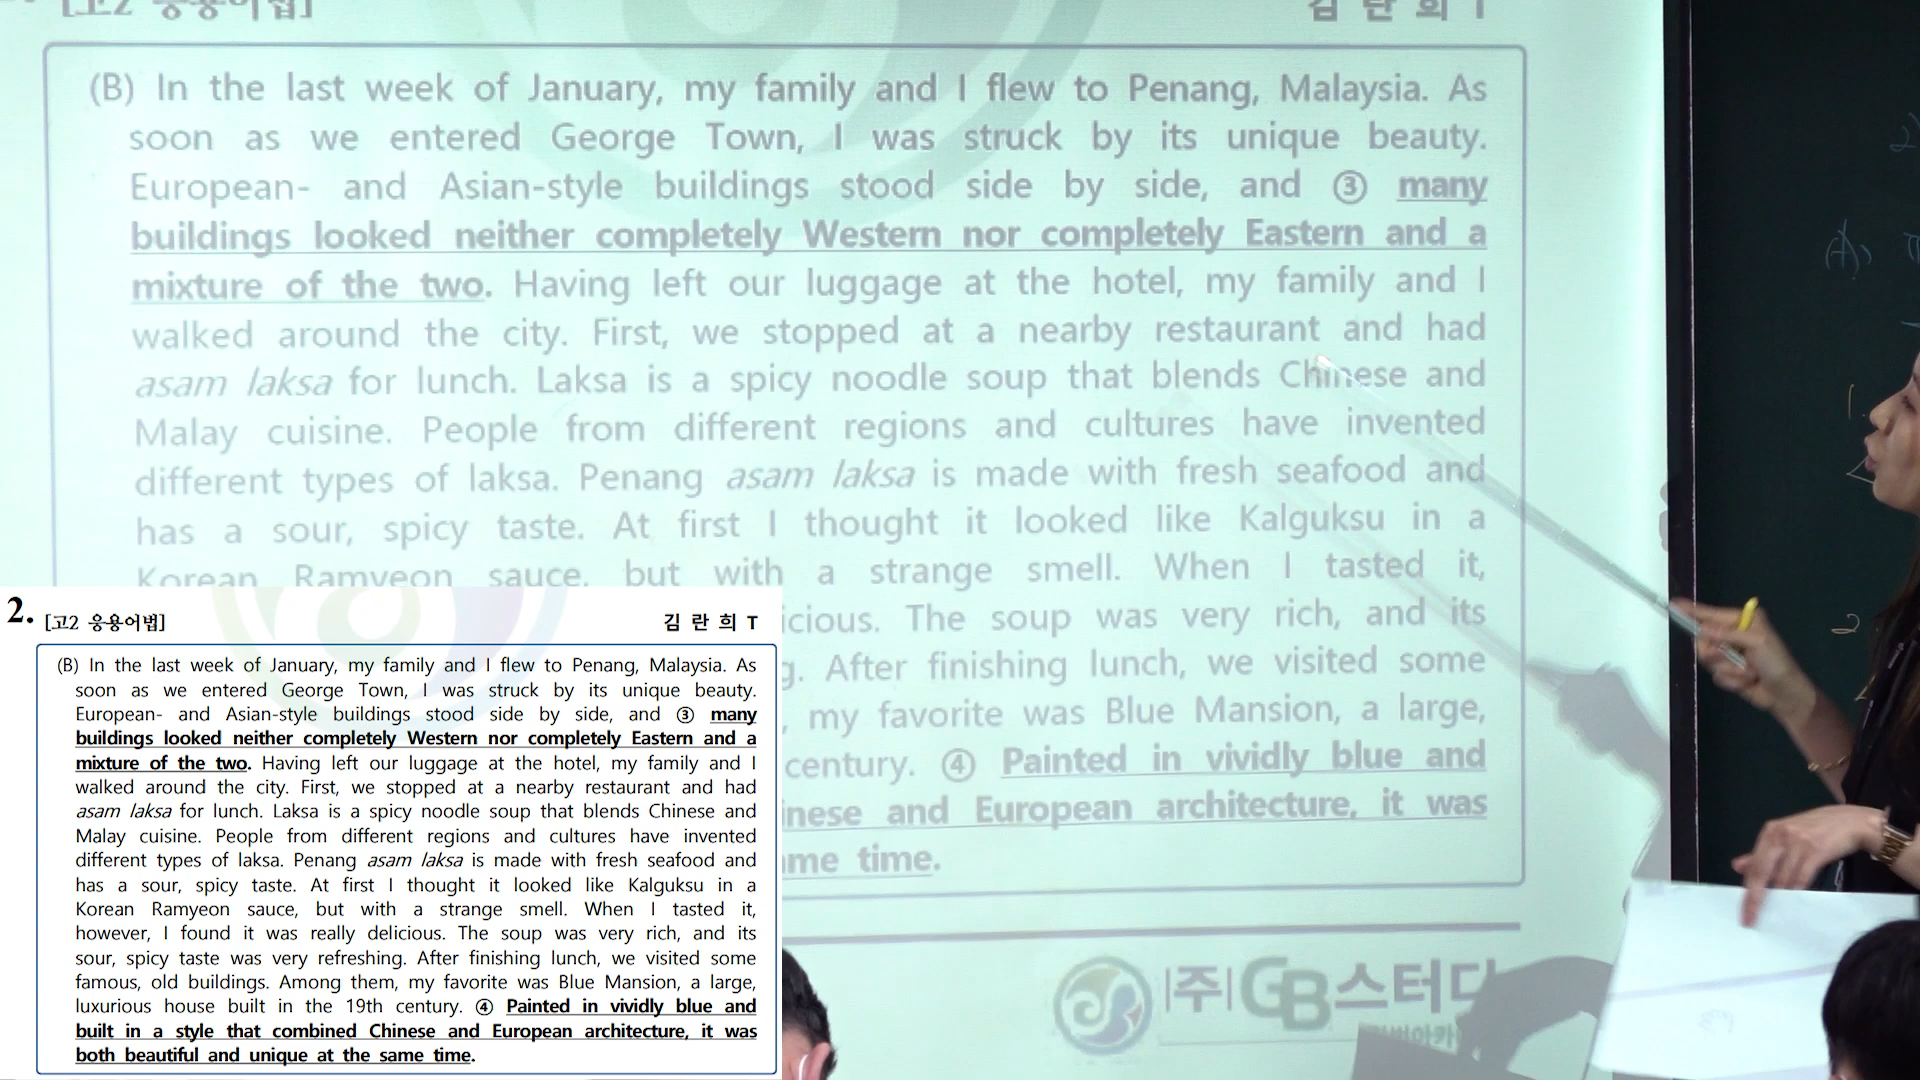 [고2 응용어법]
김 란 희 T
(B) In the last week of January, my family and I flew to Penang, Malaysia. As
soon as we entered George Town, I was struck by its unique beauty.
European- and Asian-style buildings stood side by side, and ③ many
buildings looked neither completely Western nor completely Eastern and a
mixture of the two. Having left our luggage at the hotel, my family and I
walked around the city. First, we stopped at a nearby restaurant and had
asam laksa for lunch. Laksa is a spicy noodle soup that blends Chinese and
Malay cuisine. People from different regions and cultures have invented
different types of laksa. Penang asam laksa is made with fresh seafood and
has a sour, spicy taste. At first I thought it looked like Kalguksu in a
Korean Ramyeon sauce, but with a strange smell. When I tasted it,
icious. The soup was very rich, and its
g. After finishing lunch, we visited some
, my favorite was Blue Mansion, a large,
century. ④ Painted in vividly blue and
inese and European architecture, it was
me time.
|주| GB스터디
2. [고2 응용어법]
김 란 희 T
(B) In the last week of January, my family and I flew to Penang, Malaysia. As
soon as we entered George Town, I was struck by its unique beauty.
European- and Asian-style buildings stood side by side, and ③ many
buildings looked neither completely Western nor completely Eastern and a
mixture of the two. Having left our luggage at the hotel, my family and I
walked around the city. First, we stopped at a nearby restaurant and had
asam laksa for lunch. Laksa is a spicy noodle soup that blends Chinese and
Malay cuisine. People from different regions and cultures have invented
different types of laksa. Penang asam laksa is made with fresh seafood and
has a sour, spicy taste. At first I thought it looked like Kalguksu in a
Korean Ramyeon sauce, but with a strange smell. When I tasted it,
however, I found it was really delicious. The soup was very rich, and its
sour, spicy taste was very refreshing. After finishing lunch, we visited some
famous, old buildings. Among them, my favorite was Blue Mansion, a large,
luxurious house built in the 19th century. ④ Painted in vividly blue and
built in a style that combined Chinese and European architecture, it was
both beautiful and unique at the same time.
2)
(A)
1.
2